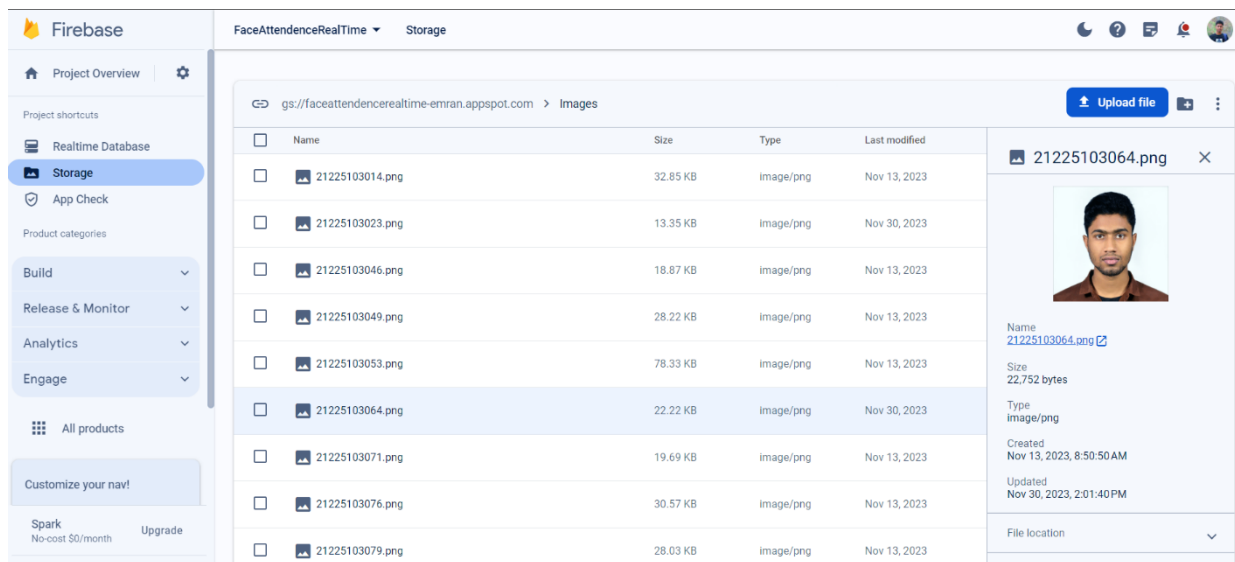 Firebase
FaceAttendenceRealTime Storage
Project Overview
Project shortcuts
Realtime Database
Storage
App Check
Product categories
Build
Release & Monitor
Analytics
Engage
All products
Customize your nav!
Spark
No-cost $0/month
Upgrade
gs://faceattendencerealtime-emran.appspot.com > Images
Upload file
Name Size Type Last modified
21225103014.png 32.85 KB image/png Nov 13, 2023
21225103023.png 13.35 KB image/png Nov 30, 2023
21225103046.png 18.87 KB image/png Nov 13, 2023
21225103049.png 28.22 KB image/png Nov 13, 2023
21225103053.png 78.33 KB image/png Nov 13, 2023
21225103064.png 22.22 KB image/png Nov 30, 2023
21225103071.png 19.69 KB image/png Nov 13, 2023
21225103076.png 30.57 KB image/png Nov 13, 2023
21225103079.png 28.03 KB image/png Nov 13, 2023
21225103064.png
Name
21225103064.png
Size
22,752 bytes
Type
image/png
Created
Nov 13, 2023, 8:50:50 AM
Updated
Nov 30, 2023, 2:01:40 PM
File location